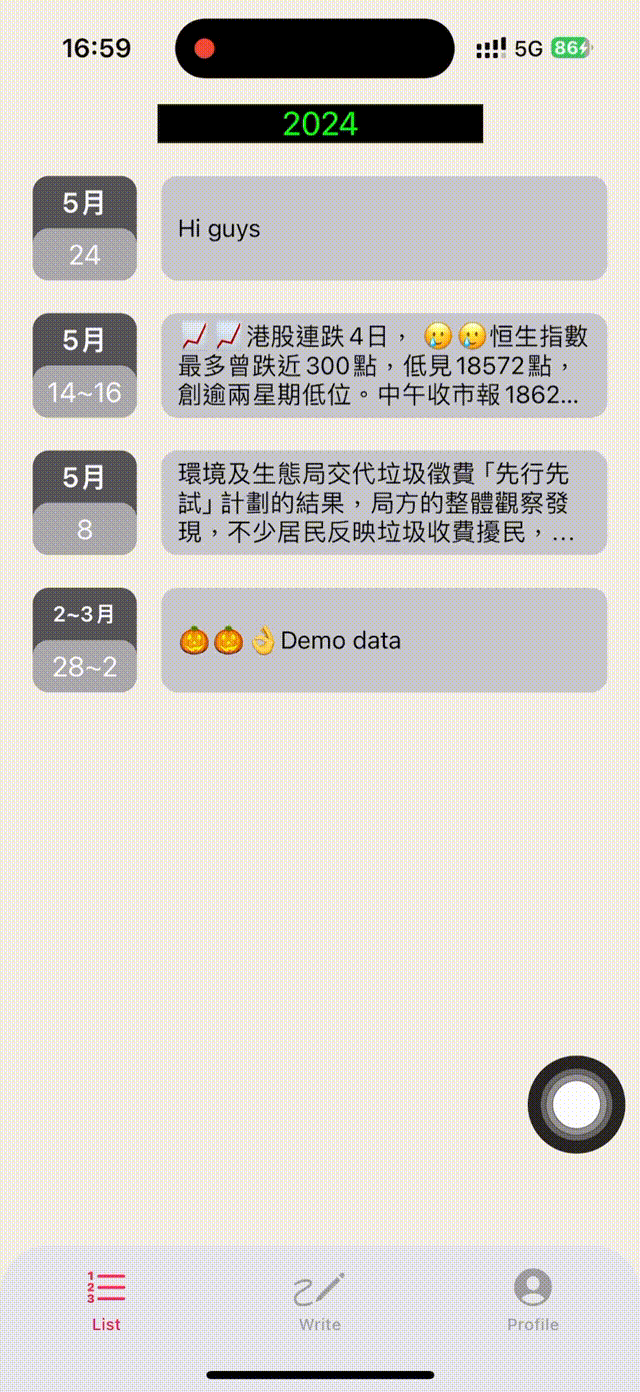 16:59
5G 86
2024
5月
24
Hi guys
5月
14~16
📈📈港股連跌4日，🥲🥲恒生指數
最多曾跌近300點，低見18572點，
創逾兩星期低位。中午收市報1862...
5月
8
環境及生態局交代垃圾徵費「先行先
試」計劃的結果，局方的整體觀察發
現，不少居民反映垃圾收費擾民，...
2~3月
28~2
🎃🎃👌Demo data
1
2
3
List
Write
Profile